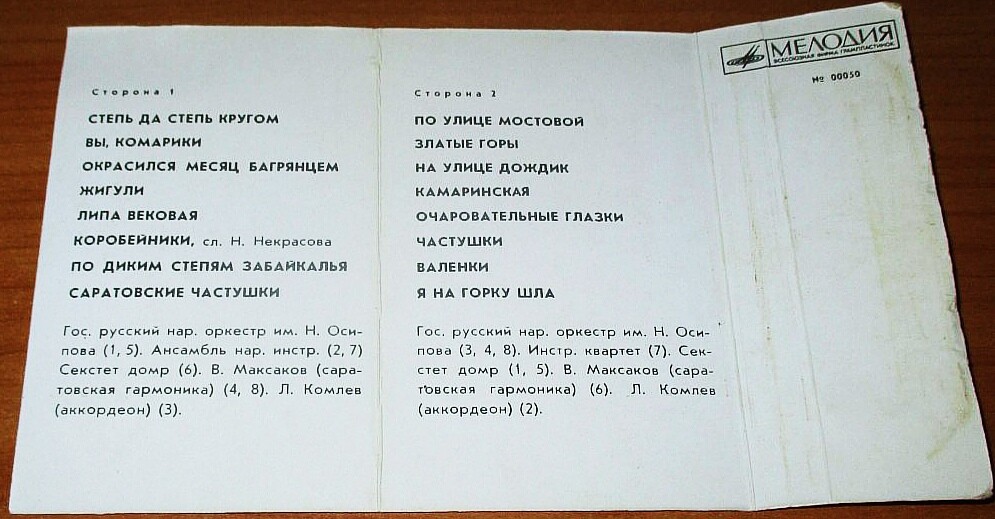 Сторона 1
СТЕПЬ ДА СТЕПЬ КРУГОМ
ВЫ, КОМАРИКИ
ОКРАСИЛСЯ МЕСЯЦ БАГРЯНЦЕМ
ЖИГУЛИ
ЛИПА ВЕКОВАЯ
КОРОБЕЙНИКИ, сл. Н. Некрасова
ПО ДИКИМ СТЕПЯМ ЗАБАЙКАЛЬЯ
САРАТОВСКИЕ ЧАСТУШКИ
Гос. русский нар. оркестр им. Н. Оси-
пова (1, 5). Ансамбль нар. инстр. (2, 7)
Секстет домр (6). В. Максаков (сара-
товская гармоника) (4, 8). Л. Комлев
(аккордеон) (3).
Сторона 2
ПО УЛИЦЕ МОСТОВОЙ
ЗЛАТЫЕ ГОРЫ
НА УЛИЦЕ ДОЖДИК
КАМАРИНСКАЯ
ОЧАРОВАТЕЛЬНЫЕ ГЛАЗКИ
ЧАСТУШКИ
ВАЛЕНКИ
Я НА ГОРКУ ШЛА
Гос. русский нар. оркестр им. Н. Оси-
пова (3, 4, 8). Инстр. квартет (7). Сек-
стет домр (1, 5). В. Максаков (сара-
товская гармоника) (6). Л. Комлев
(аккордеон) (2).
МЕЛОДИЯ
ВСЕСОЮЗНАЯ ФИРМА ГРАМПЛАСТИНОК
№ 00050